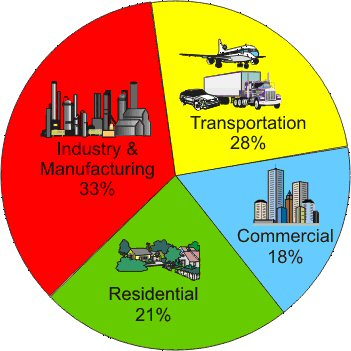 Transportation
28%
Industry &
Manufacturing
33%
Commercial
18%
Residential
21%